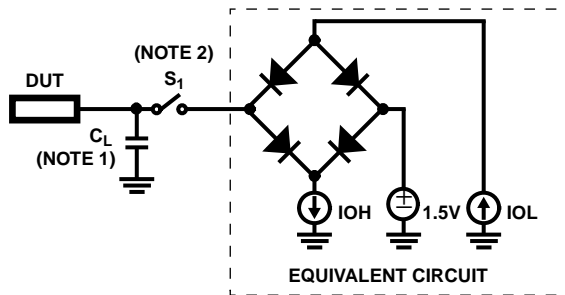 (NOTE 2)
DUT
S1
CL
(NOTE 1)
IOH
± 1.5V
IOL
EQUIVALENT CIRCUIT